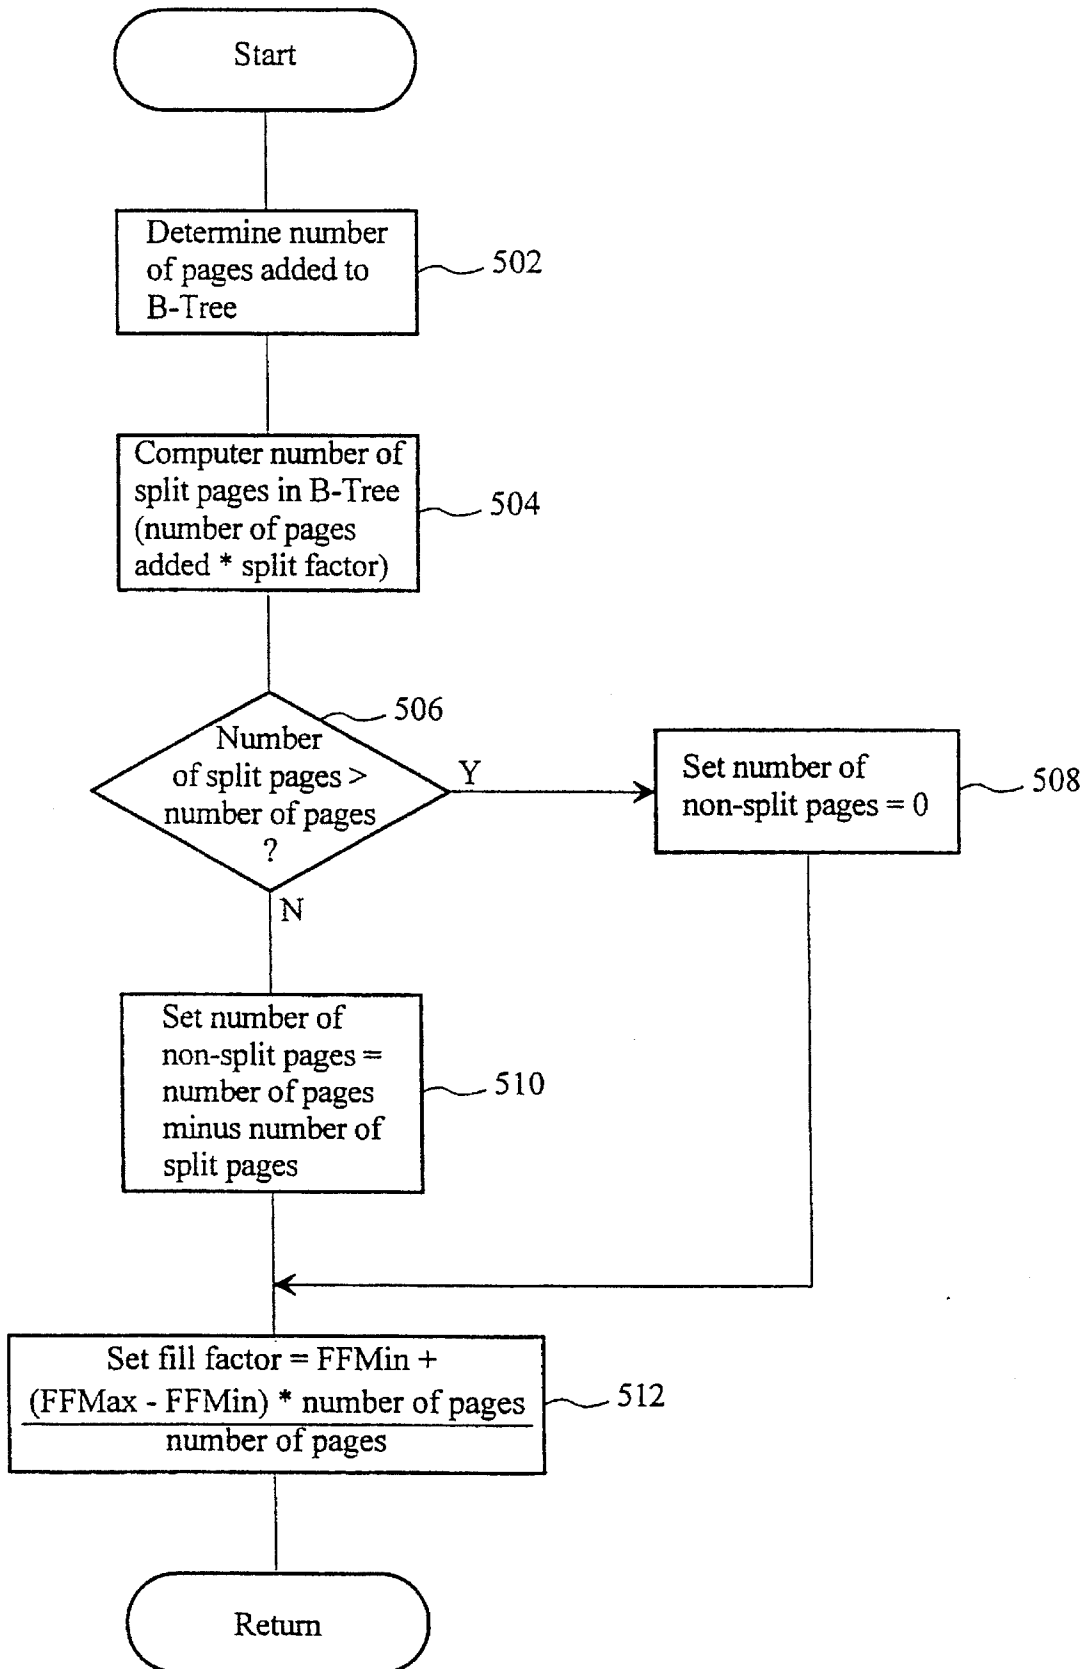 Start
Determine number
of pages added to
B-Tree
502
Computer number of
split pages in B-Tree
(number of pages
added * split factor)
504
506
Number
of split pages >
number of pages
?
Y
Set number of
non-split pages = 0
508
N
Set number of
non-split pages =
number of pages
minus number of
split pages
510
Set fill factor = FFMin +
(FFMax - FFMin) * number of pages
number of pages
512
Return